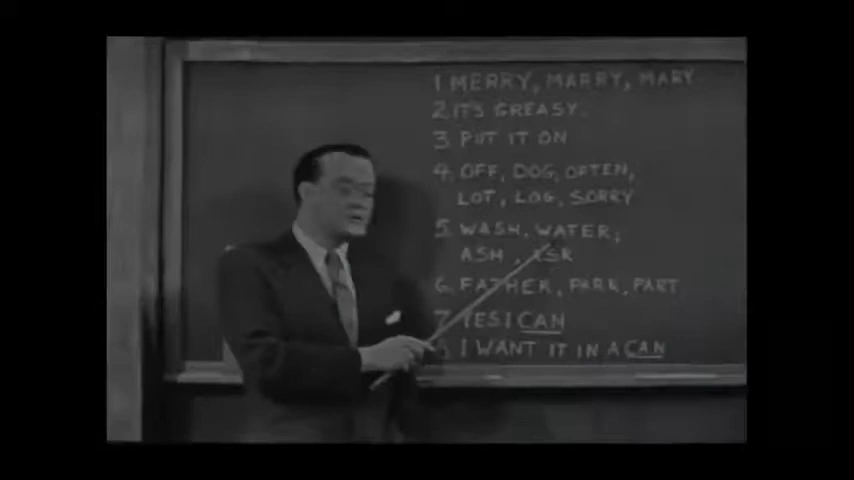 1 MERRY, MARRY, MARY
2. IT'S GREASY.
3 PUT IT ON
4. OFF, DOG, OFTEN,
LOT, LOG, SORRY
5. WASH, WATER,
ASH, ASK
6. FATHER, PARK, PART
7. YES I CAN
8. I WANT IT IN A CAN